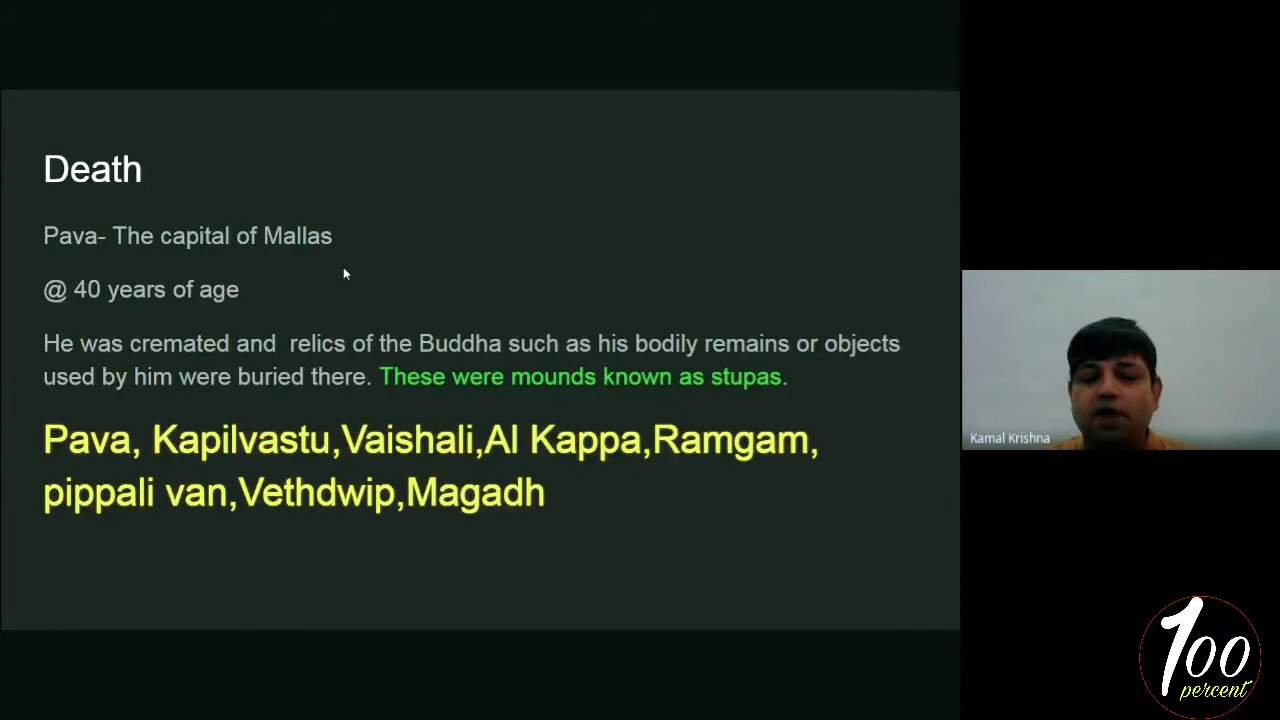 Death
Pava- The capital of Mallas
@ 40 years of age
He was cremated and  relics of the Buddha such as his bodily remains or objects
used by him were buried there. These were mounds known as stupas.
Pava, Kapilvastu,Vaishali,Al Kappa,Ramgam,
pippali van,Vethdwip,Magadh
Kamal Krishna
100
percent